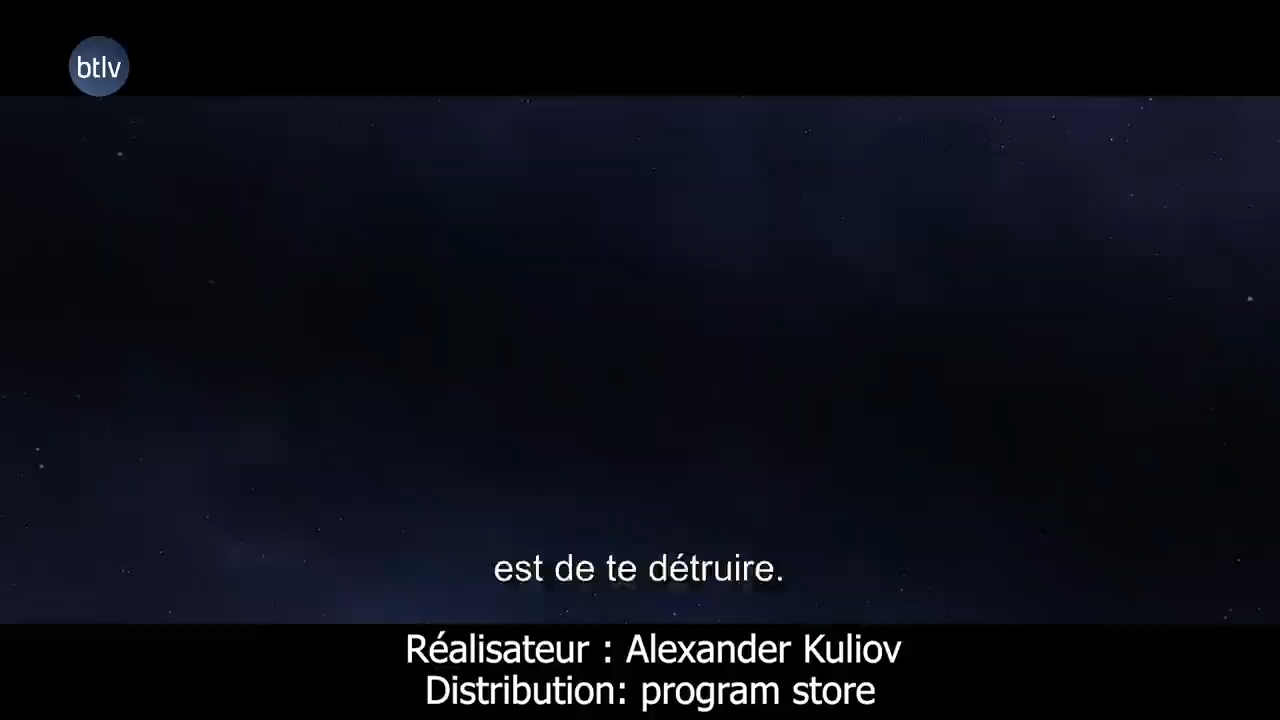 btlv
est de te détruire.
Réalisateur : Alexander Kuliov
Distribution: program store